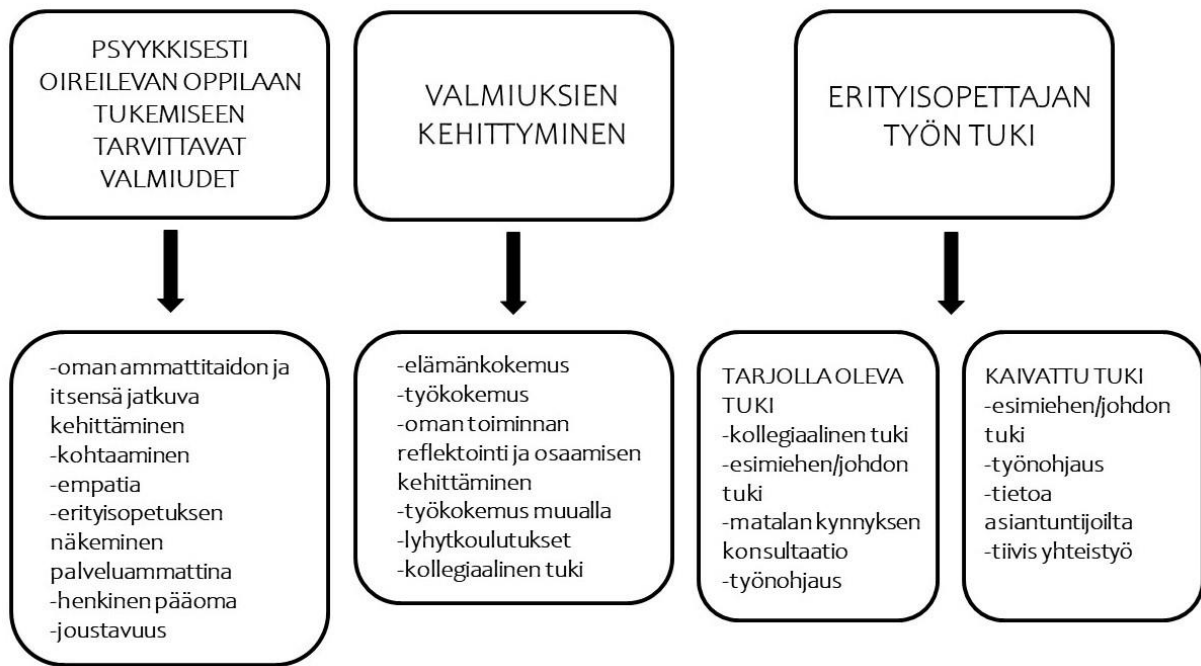 PSYYKKISESTI
OIREILEVAN OPPILAAN
TUKEMISEEN
TARVITTAVAT
VALMIUDET
VALMIUKSIEN
KEHITTYMINEN
ERITYISOPETTAJAN
TYÖN TUKI
-oman ammattitaidon ja
itsensä jatkuva
kehittäminen
-kohtaaminen
-empatia
-erityisopetuksen
näkeminen
palveluammattina
-henkinen pääoma
-joustavuus
-elämänkokemus
-työkokemus
-oman toiminnan
reflektointi ja osaamisen
kehittäminen
-työkokemus muualla
-lyhytkoulutukset
-kollegiaalinen tuki
TARJOLLA OLEVA
TUKI
-kollegiaalinen tuki
-esimiehen/johdon
tuki
-matalan kynnyksen
konsultaatio
-työnohjaus
KAIVATTU TUKI
-esimiehen/johdon
tuki
-työnohjaus
-tietoa
asiantuntijoilta
-tiivis yhteistyö